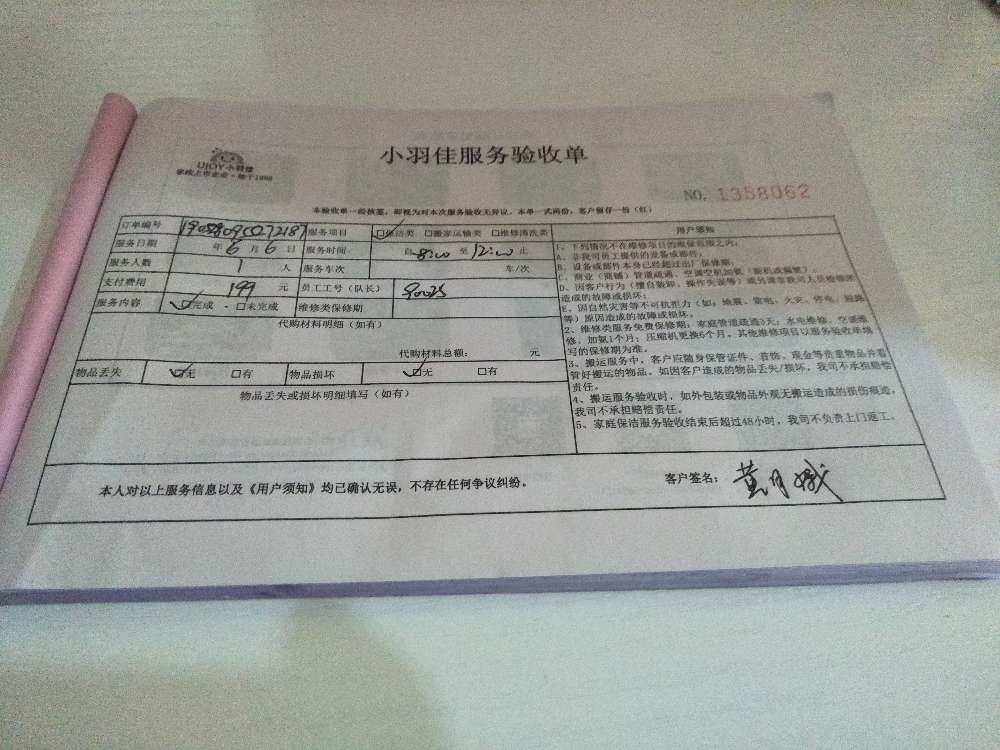 UJOY小羽佳
家政上市企业·始于1998
小羽佳服务验收单
NO. 1358062
本验收单一经核签，即视为对本次服务验收无异议，本单一式两份，客户留存一份（红）
订单编号 服务项目 保洁类 □搬家运输类 □维修清洗类
服务日期 年 6 月 6 日 服务时间 自 8:00 至 12:00 止
服务人数 1 人 服务车次 车/次
支付费用 199 元 员工工号（队长） 90025
服务内容 ☑完成 □未完成 维修类保修期
代购材料明细（如有）
代购材料总额： 元
物品丢失 ☑无 □有 物品损坏 ☑无 □有
物品丢失或损坏明细填写（如有）
用户须知
1、下列情况不在维修项目的维保范围之内：
A、非我司员工提供的设备或部件；
B、设备或部件本身已经超过出厂保修期；
C、商业（商铺）管道疏通、空调空机加氨（新机或偏氨）；
D、因客户行为（擅自装卸、操作失误等）或另请非我司人员检修而
造成的故障或损坏；
E、因自然灾害等不可抗拒力（如：地震、雷电、火灾、停电、短路
等）原因造成的故障或损坏。
2、维修类服务免费保修期：家庭管道疏通3天；水电维修、空调维
修、加氨1个月；压缩机更换6个月，其他维修项目以服务验收单填
写的保修期为准。
3、搬运服务中，客户应随身保管证件、首饰、现金等贵重物品并看
管好搬运的物品。如因客户造成的物品丢失/损坏，我司不承担赔偿
责任。
4、搬运服务验收时，如外包装或物品外观无搬运造成的损伤痕迹，
我司不承担赔偿责任。
5、家庭保洁服务验收结束后超过48小时，我司不负责上门返工。
本人对以上服务信息以及《用户须知》均已确认无误，不存在任何争议纠纷。
客户签名： 黄月娥